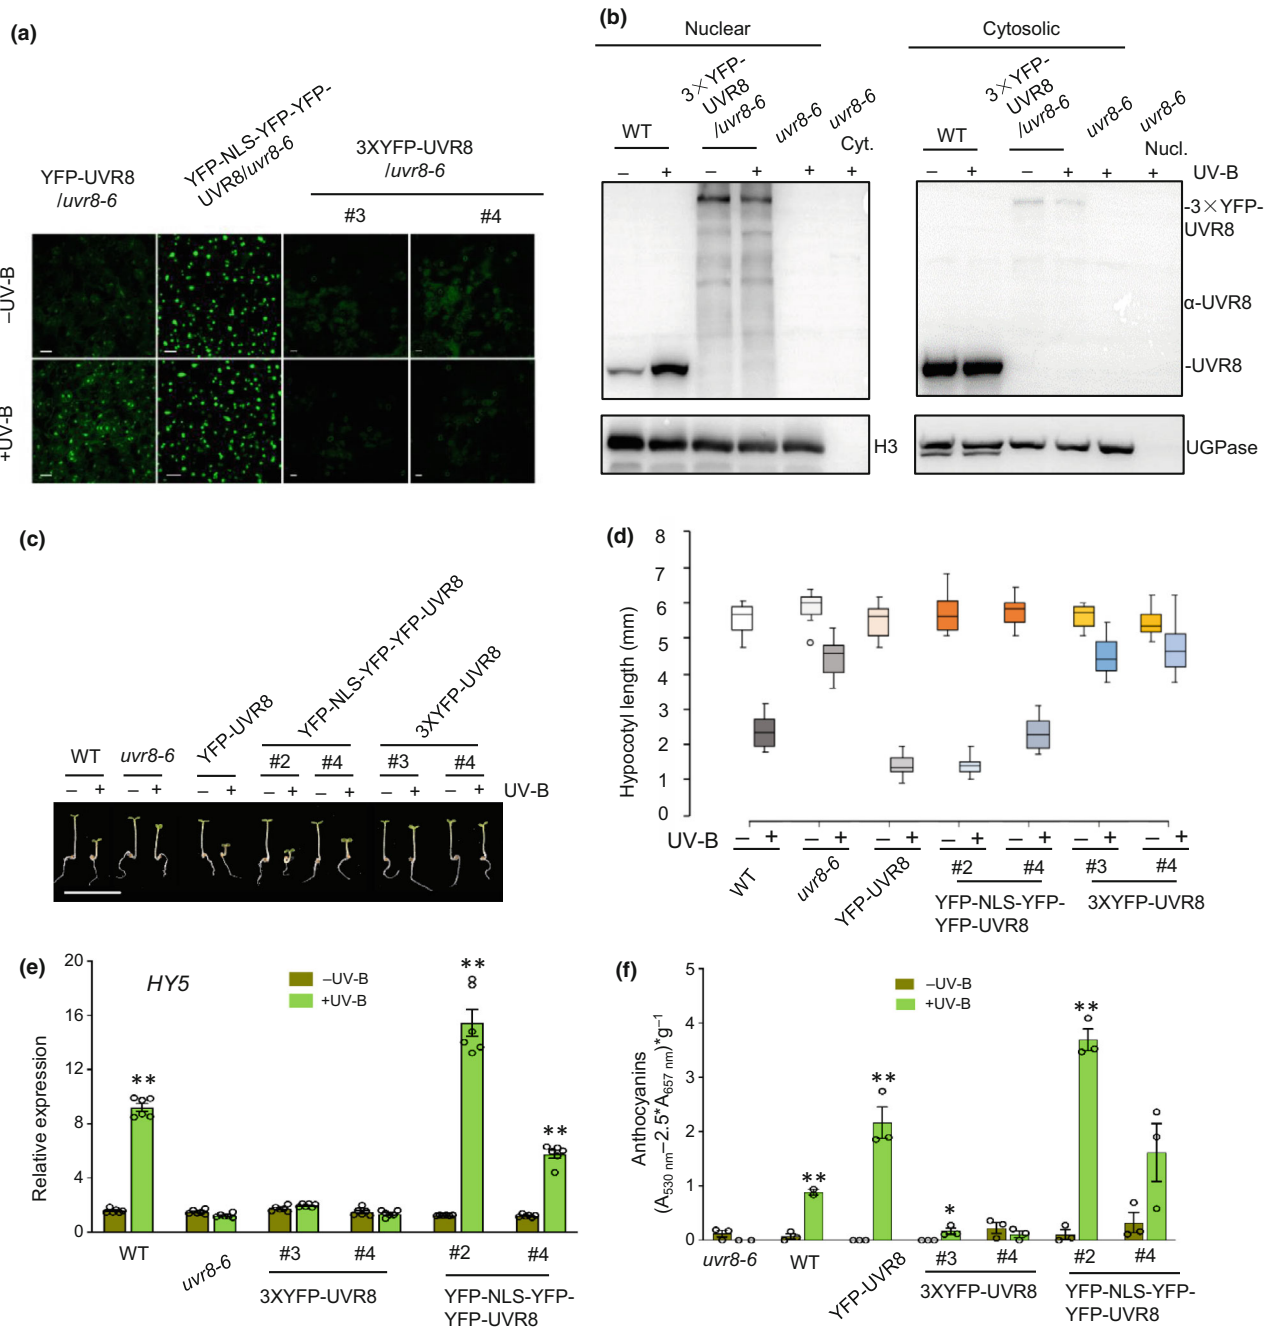 (a)
YFP-UVR8
/uvr8-6
YFP-NLS-YFP-YFP-
UVR8/uvr8-6
3XYFP-UVR8
/uvr8-6
#3 #4
–UV-B
+UV-B
(b)
Nuclear
WT
3×YFP-
UVR8
/uvr8-6
uvr8-6
uvr8-6
Cyt.
– + – + + +
H3
Cytosolic
WT
3×YFP-
UVR8
/uvr8-6
uvr8-6
uvr8-6
Nucl.
– + – + + + UV-B
-3×YFP-
UVR8
α-UVR8
-UVR8
UGPase
(c)
WT
uvr8-6
YFP-UVR8
YFP-NLS-YFP-YFP-UVR8
3XYFP-UVR8
#2 #4 #3 #4
– + – + – + – + – + – + – + UV-B
(d)
Hypocotyl length (mm)
8
7
6
5
4
3
2
1
0
UV-B – + – + – + – + – + – + – +
WT
uvr8-6
YFP-UVR8
#2 #4 #3 #4
YFP-NLS-YFP-
YFP-UVR8
3XYFP-UVR8
(e)
HY5
–UV-B
+UV-B
Relative expression
20
16
12
8
4
0
** ** **
WT
uvr8-6
#3 #4
3XYFP-UVR8
#2 #4
YFP-NLS-YFP-
YFP-UVR8
(f)
–UV-B
+UV-B
Anthocyanins
(A530 nm–2.5*A657 nm)*g–1
5
4
3
2
1
0
** ** * **
uvr8-6
WT
YFP-UVR8
#3 #4
3XYFP-UVR8
#2 #4
YFP-NLS-YFP-
YFP-UVR8